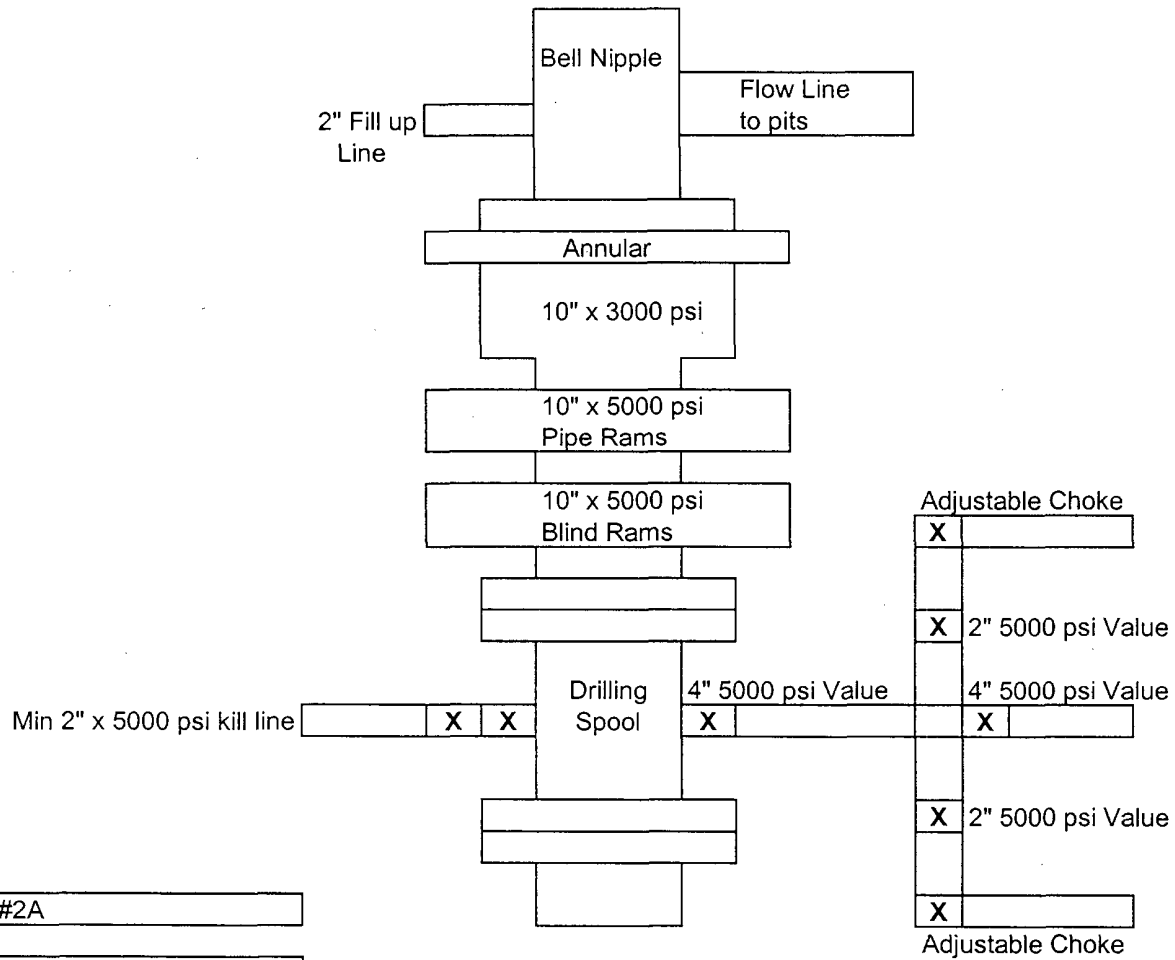 Bell Nipple
Flow Line
to pits
2" Fill up
Line
Annular
10" x 3000 psi
10" x 5000 psi
Pipe Rams
10" x 5000 psi
Blind Rams
Adjustable Choke
X
X 2" 5000 psi Value
Drilling
Spool
4" 5000 psi Value
4" 5000 psi Value
Min 2" x 5000 psi kill line
X X
X
X
X 2" 5000 psi Value
#2A
X
Adjustable Choke